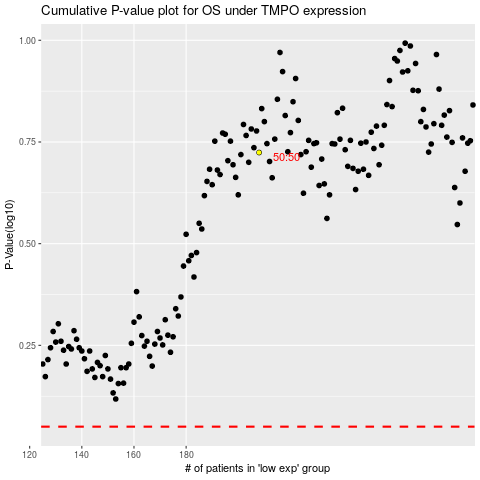 Cumulative P-value plot for OS under TMPO expression
1.00
0.75
0.50
0.25
P-Value(log10)
50:50
120 140 160 180
# of patients in 'low exp' group